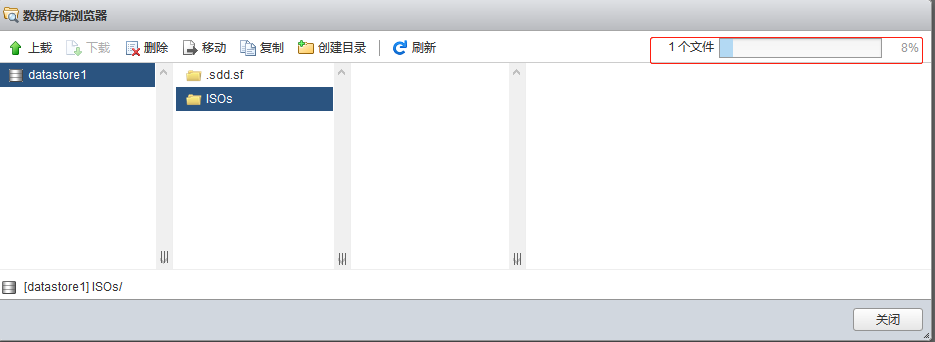 数据存储浏览器
上载 下载 删除 移动 复制 创建目录 刷新 1 个文件 8%
datastore1 .sdd.sf
ISOs
[datastore1] ISOs/
关闭